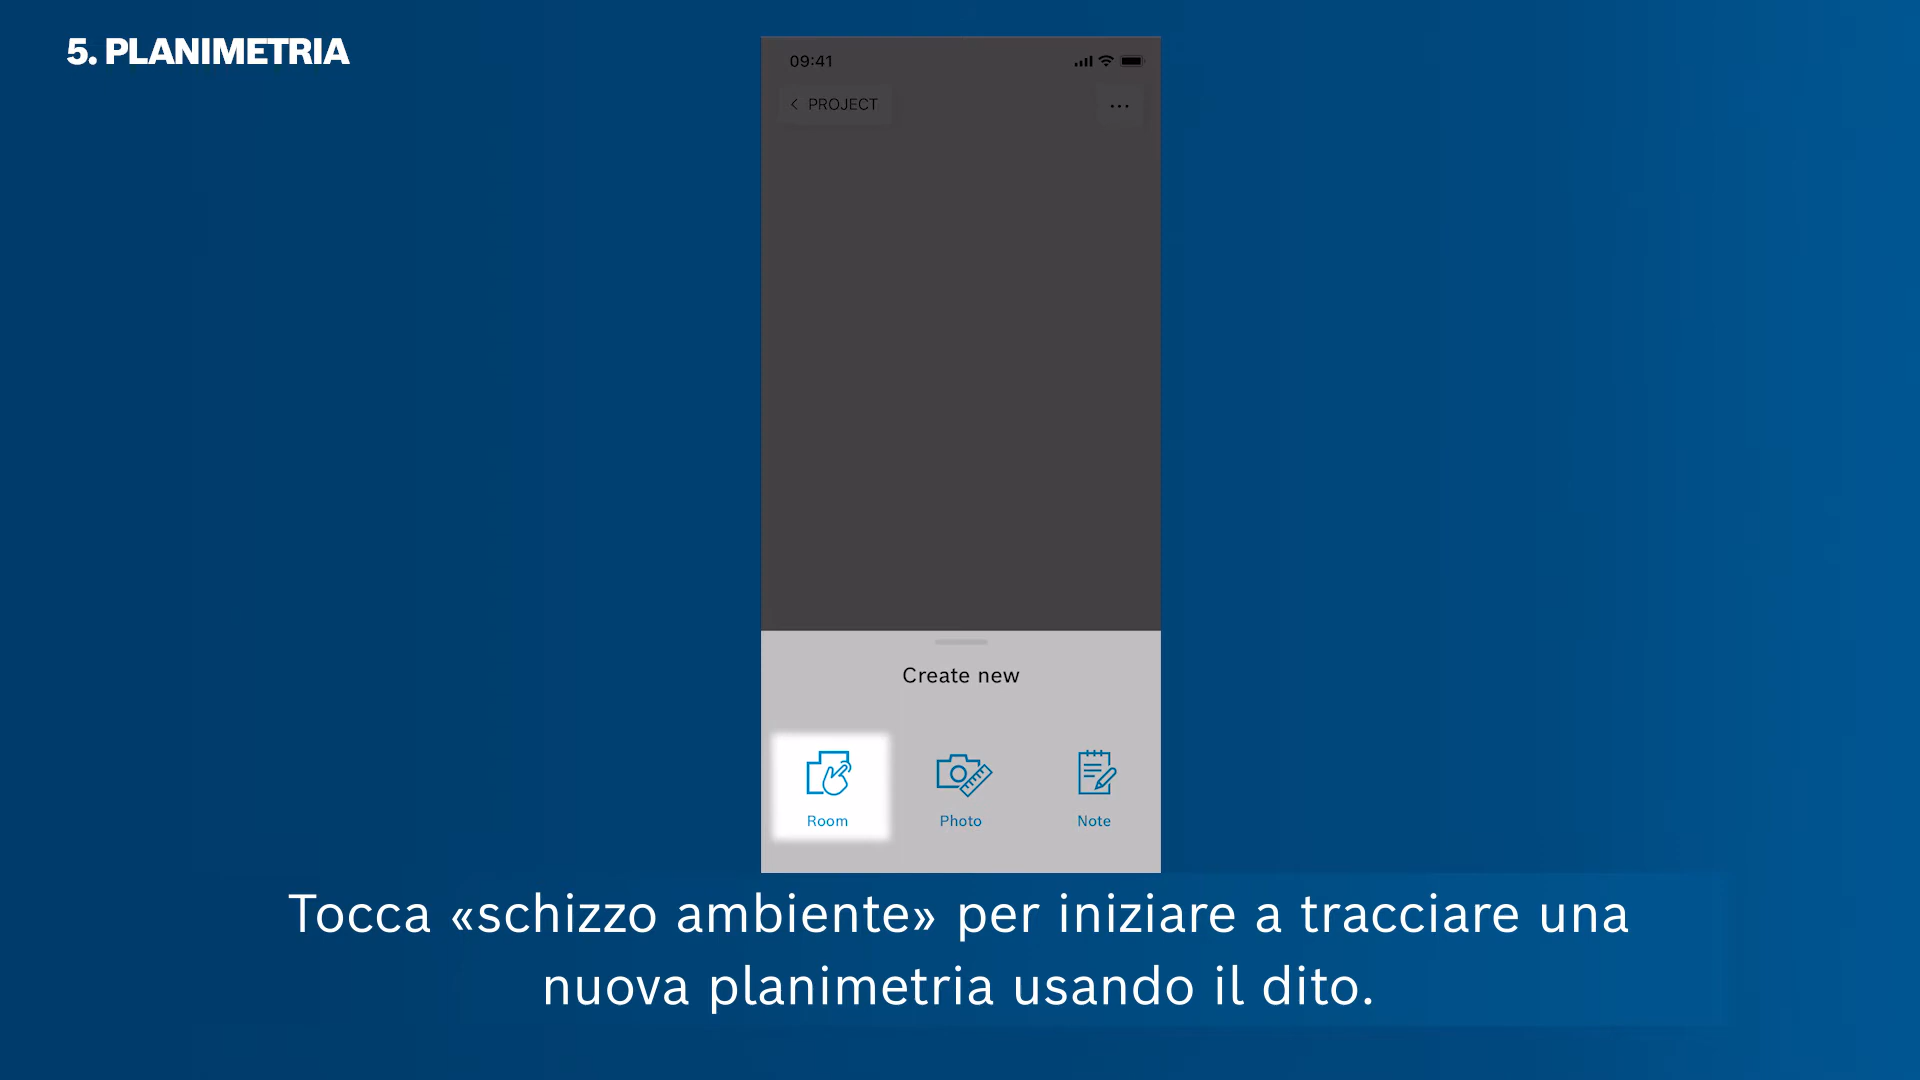 5. PLANIMETRIA
09:41
PROJECT
Create new
Room
Photo
Note
Tocca «schizzo ambiente» per iniziare a tracciare una
nuova planimetria usando il dito.